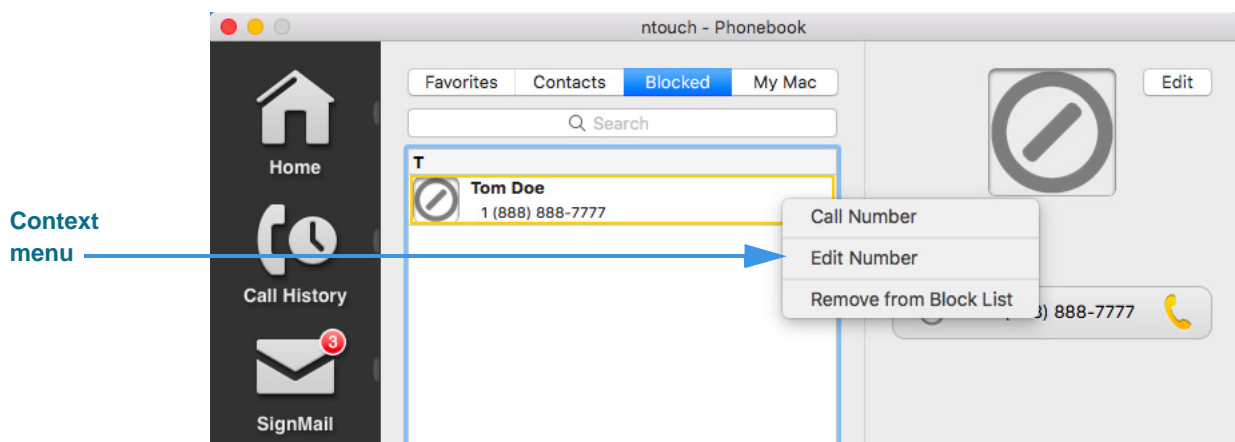 ntouch - Phonebook
Favorites Contacts Blocked My Mac
Edit
Search
Home
T
Tom Doe
1 (888) 888-7777
Context
menu
Call Number
Edit Number
Remove from Block List
Call History
) 888-7777
3
SignMail